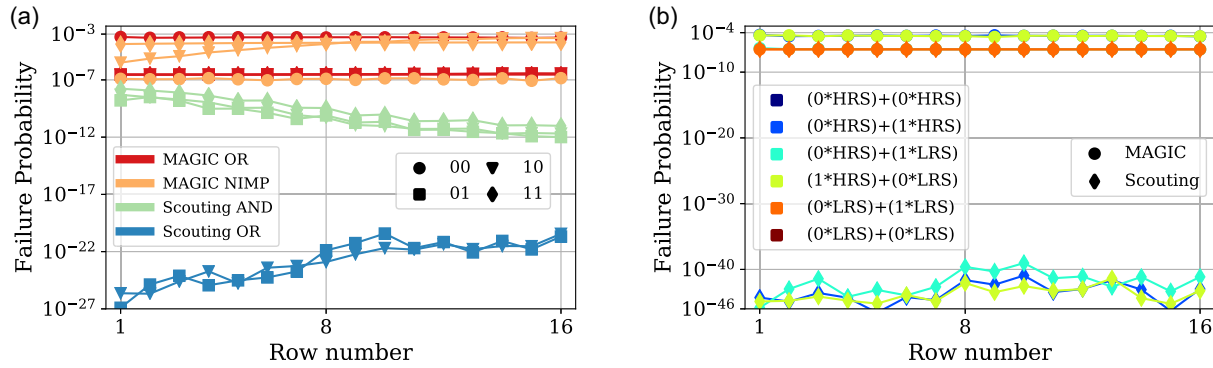 (a)
Failure Probability
10−3
10−7
10−12
10−17
10−22
10−27
MAGIC OR
MAGIC NIMP
Scouting AND
Scouting OR
00
10
01
11
1
8
16
Row number
(b)
Failure Probability
10−4
10−10
10−20
10−30
10−40
10−46
(0*HRS)+(0*HRS)
(0*HRS)+(1*HRS)
(0*HRS)+(1*LRS)
(1*HRS)+(0*LRS)
(0*LRS)+(1*LRS)
(0*LRS)+(0*LRS)
MAGIC
Scouting
1
8
16
Row number